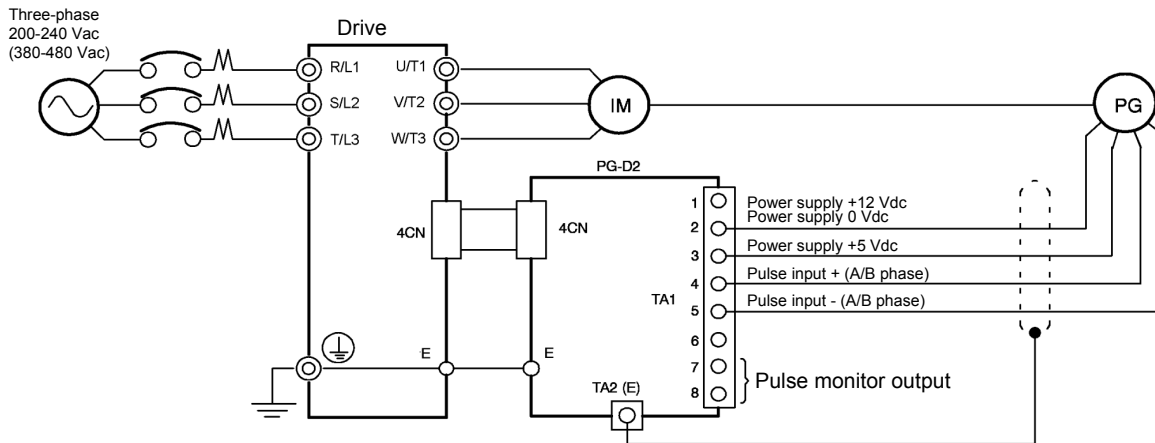 Three-phase
200-240 Vac
(380-480 Vac)
Drive
R/L1
U/T1
S/L2
V/T2
T/L3
W/T3
IM
PG
PG-D2
4CN
4CN
TA1
1
Power supply +12 Vdc
2
Power supply 0 Vdc
3
Power supply +5 Vdc
4
Pulse input + (A/B phase)
5
Pulse input - (A/B phase)
6
7
8
Pulse monitor output
E
E
TA2 (E)